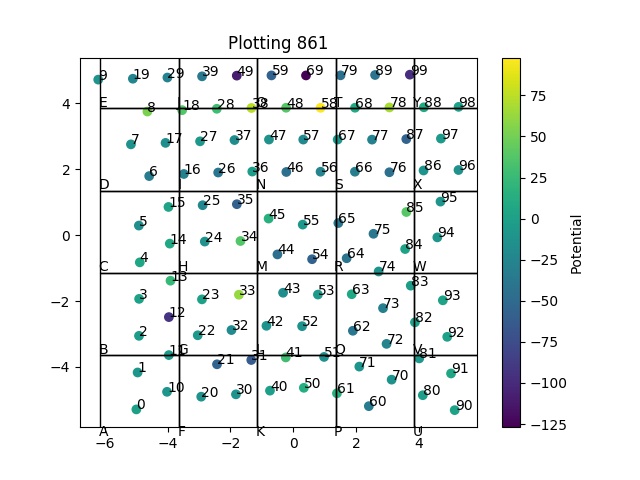 Plotting 861
9 19 29 39 49 59 69 79 89 99
E J O T Y
8 18 28 38 48 58 68 78 88 98
7 17 27 37 47 57 67 77 87 97
6 16 26 36 46 56 66 76 86 96
D I N S X
5 15 25 35 45 55 65 75 85 95
4 14 24 34 44 54 64 74 84 94
C H M R W
3 13 23 33 43 53 63 73 83 93
2 12 22 32 42 52 62 72 82 92
B G L Q V
1 11 21 31 41 51 61 71 81 91
0 10 20 30 40 50 60 70 80 90
A F K P U
4
2
0
−2
−4
−6 −4 −2 0 2 4
75
50
25
0
−25
−50
−75
−100
−125
Potential